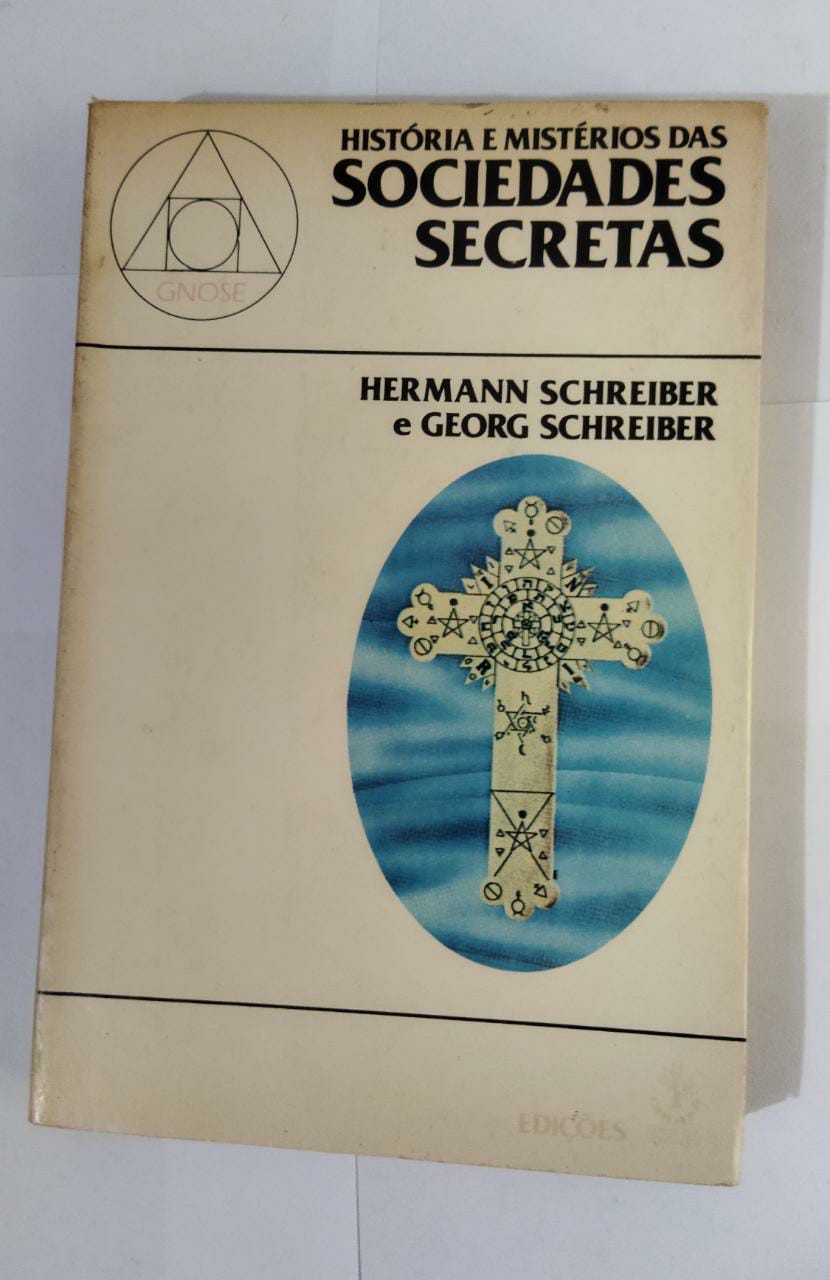 HISTÓRIA E MISTÉRIOS DAS
SOCIEDADES
SECRETAS
GNOSE
HERMANN SCHREIBER
e GEORG SCHREIBER
I N
R I
EDIÇÕES